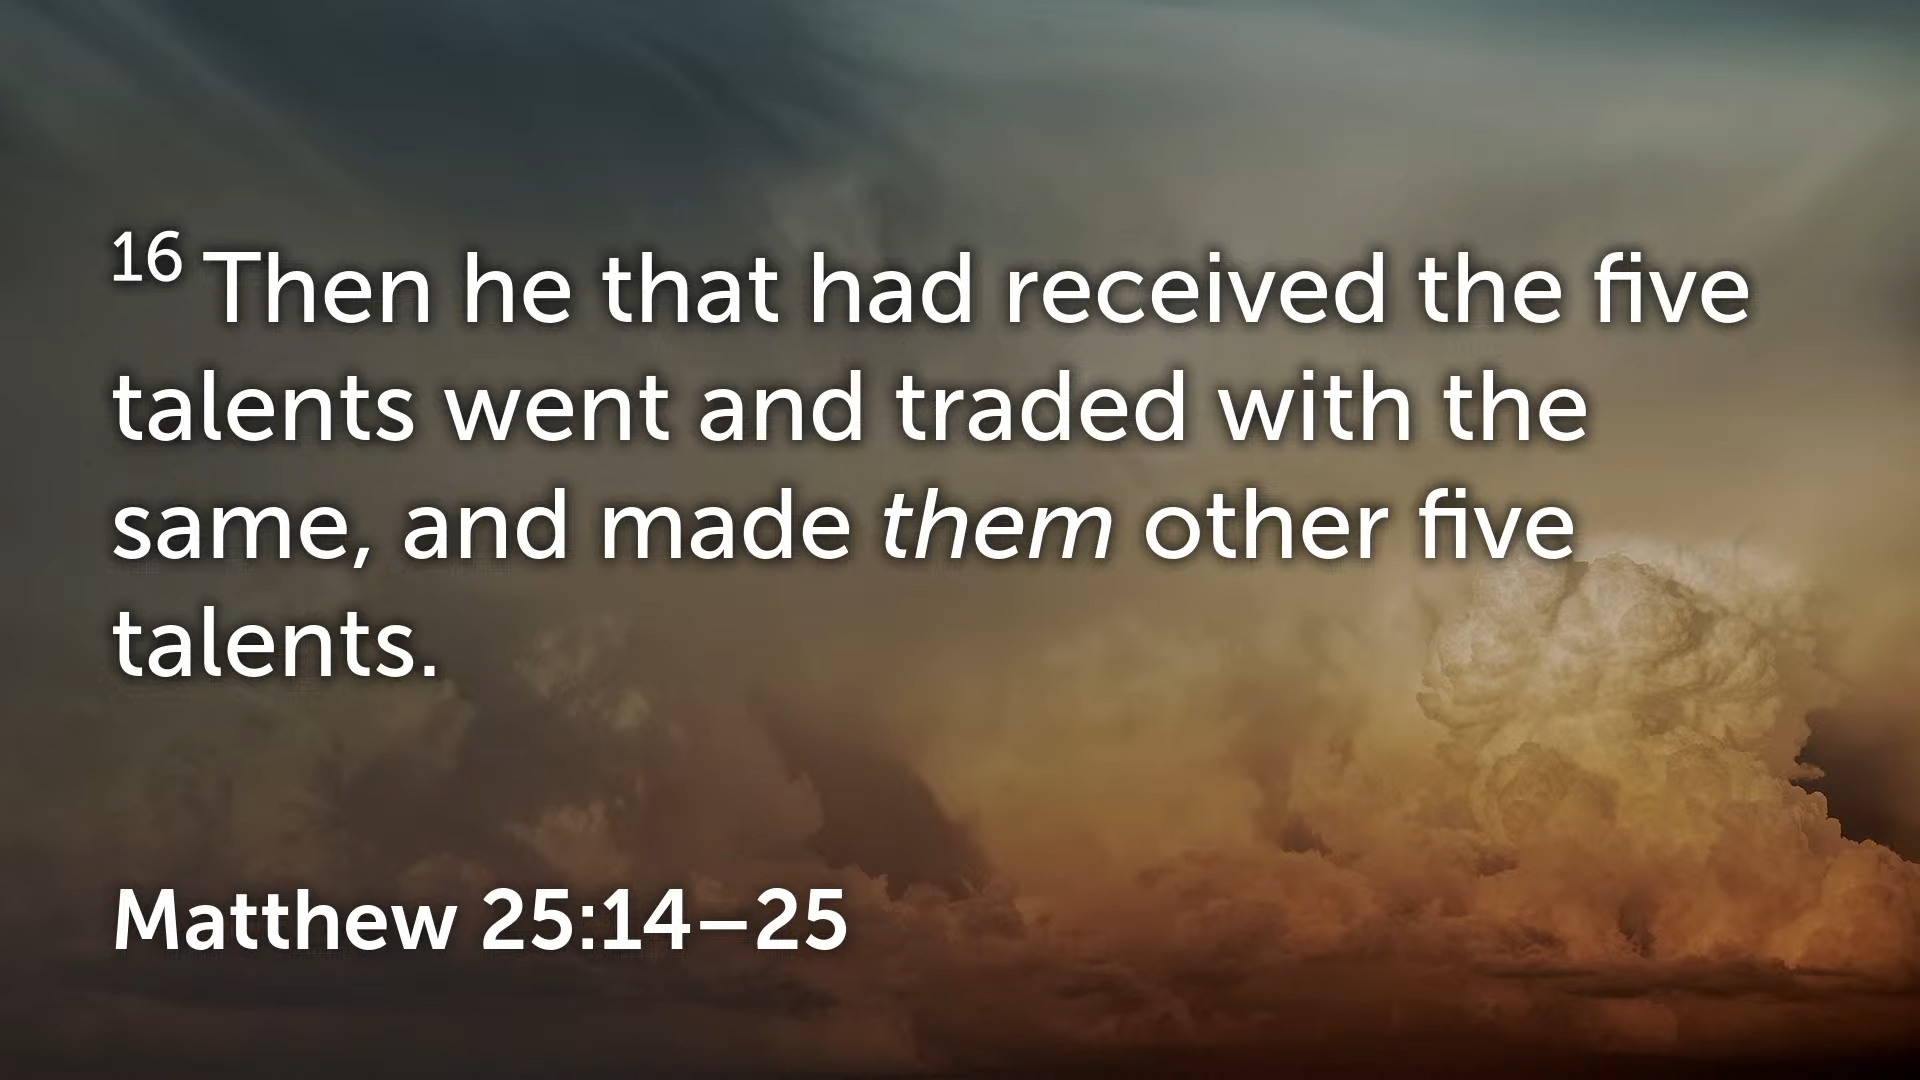 16 Then he that had received the five
talents went and traded with the
same, and made them other five
talents.
Matthew 25:14–25